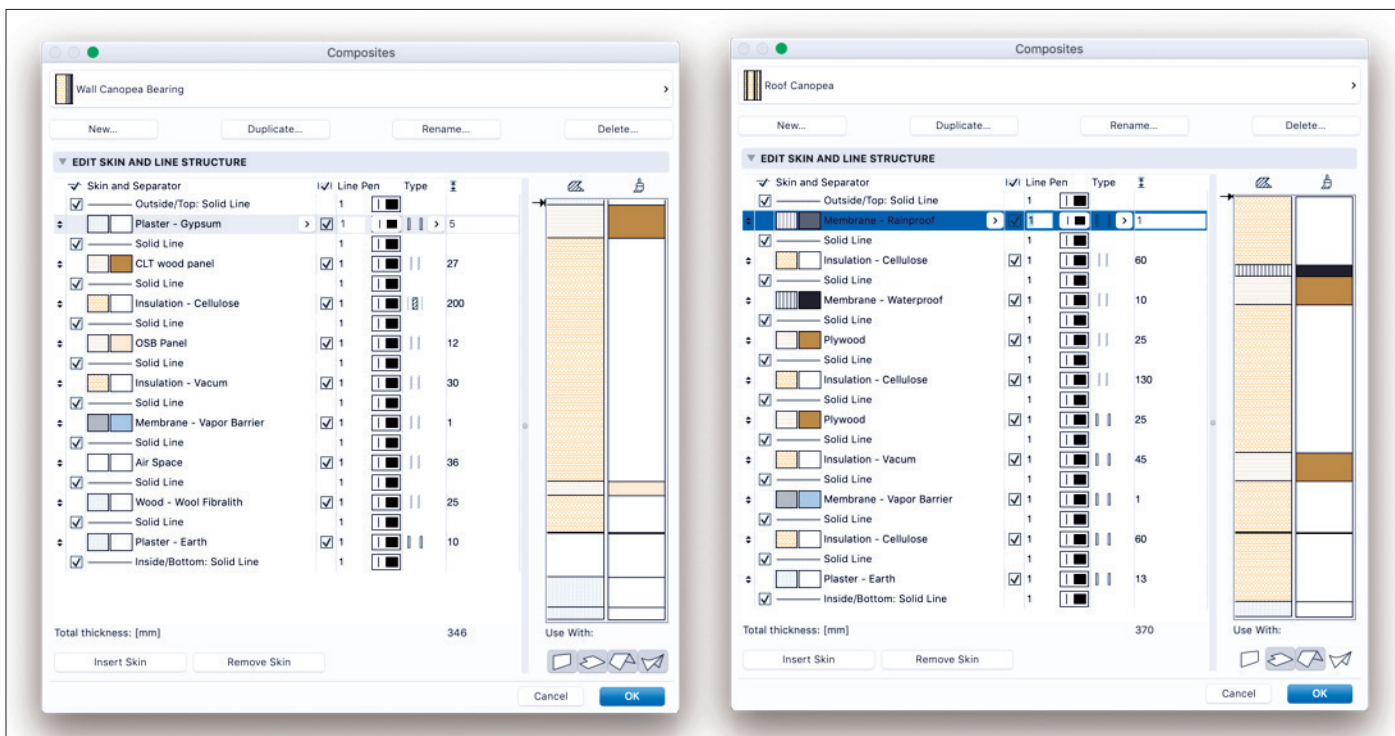 Composites
Wall Canopea Bearing
New... Duplicate... Rename... Delete...
EDIT SKIN AND LINE STRUCTURE
Skin and Separator Line Pen Type
Outside/Top: Solid Line 1
Plaster - Gypsum 1 5
Solid Line 1
CLT wood panel 1 27
Solid Line 1
Insulation - Cellulose 1 200
Solid Line 1
OSB Panel 1 12
Solid Line 1
Insulation - Vacum 1 30
Solid Line 1
Membrane - Vapor Barrier 1 1
Solid Line 1
Air Space 1 36
Solid Line 1
Wood - Wool Fibralith 1 25
Solid Line 1
Plaster - Earth 1 10
Inside/Bottom: Solid Line 1
Total thickness: [mm] 346
Use With:
Insert Skin Remove Skin
Cancel OK
Composites
Roof Canopea
New... Duplicate... Rename... Delete...
EDIT SKIN AND LINE STRUCTURE
Skin and Separator Line Pen Type
Outside/Top: Solid Line 1
Membrane - Rainproof 1 1
Solid Line 1
Insulation - Cellulose 1 60
Solid Line 1
Membrane - Waterproof 1 10
Solid Line 1
Plywood 1 25
Solid Line 1
Insulation - Cellulose 1 130
Solid Line 1
Plywood 1 25
Solid Line 1
Insulation - Vacum 1 45
Solid Line 1
Membrane - Vapor Barrier 1 1
Solid Line 1
Insulation - Cellulose 1 60
Solid Line 1
Plaster - Earth 1 13
Inside/Bottom: Solid Line 1
Total thickness: [mm] 370
Use With:
Insert Skin Remove Skin
Cancel OK